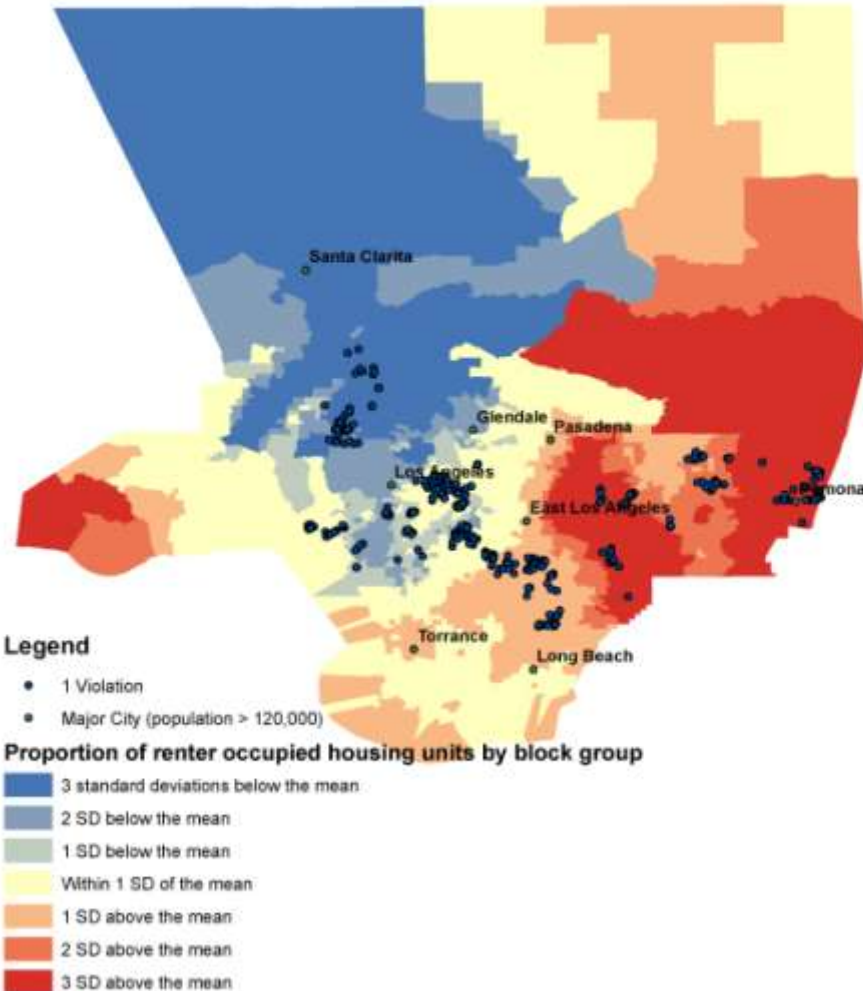 Santa Clarita
Glendale
Pasadena
Los Angeles
Pomona
East Los Angeles
Legend
Torrance
1 Violation
Long Beach
Major City (population > 120,000)
Proportion of renter occupied housing units by block group
3 standard deviations below the mean
2 SD below the mean
1 SD below the mean
Within 1 SD of the mean
1 SD above the mean
2 SD above the mean
3 SD above the mean